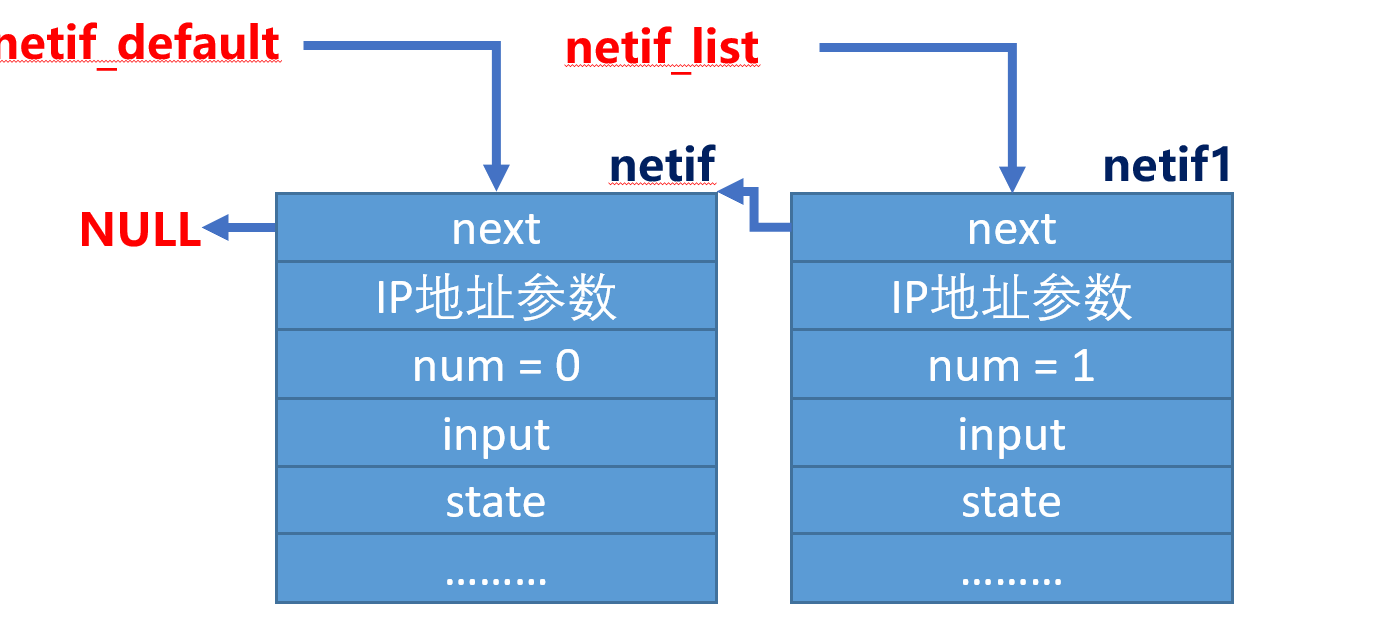 netif_default
netif_list
netif
netif1
NULL
next
next
IP地址参数
IP地址参数
num = 0
num = 1
input
input
state
state
………
………